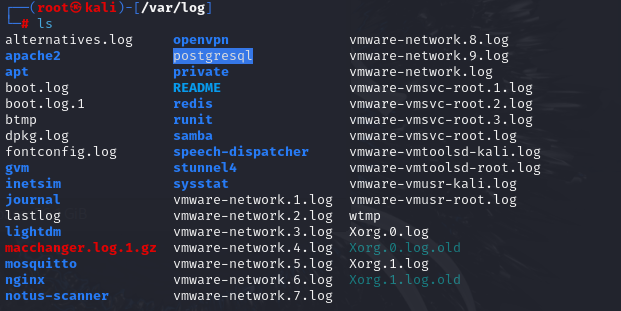 ┌──(root㉿kali)-[/var/log]
└─# ls
alternatives.log openvpn vmware-network.8.log
apache2 postgresql vmware-network.9.log
apt private vmware-network.log
boot.log README vmware-vmsvc-root.1.log
boot.log.1 redis vmware-vmsvc-root.2.log
btmp runit vmware-vmsvc-root.3.log
dpkg.log samba vmware-vmsvc-root.log
fontconfig.log speech-dispatcher vmware-vmtoolsd-kali.log
gvm stunnel4 vmware-vmtoolsd-root.log
inetsim sysstat vmware-vmusr-kali.log
journal vmware-network.1.log vmware-vmusr-root.log
lastlog vmware-network.2.log wtmp
lightdm vmware-network.3.log Xorg.0.log
macchanger.log.1.gz vmware-network.4.log Xorg.0.log.old
mosquitto vmware-network.5.log Xorg.1.log
nginx vmware-network.6.log Xorg.1.log.old
notus-scanner vmware-network.7.log